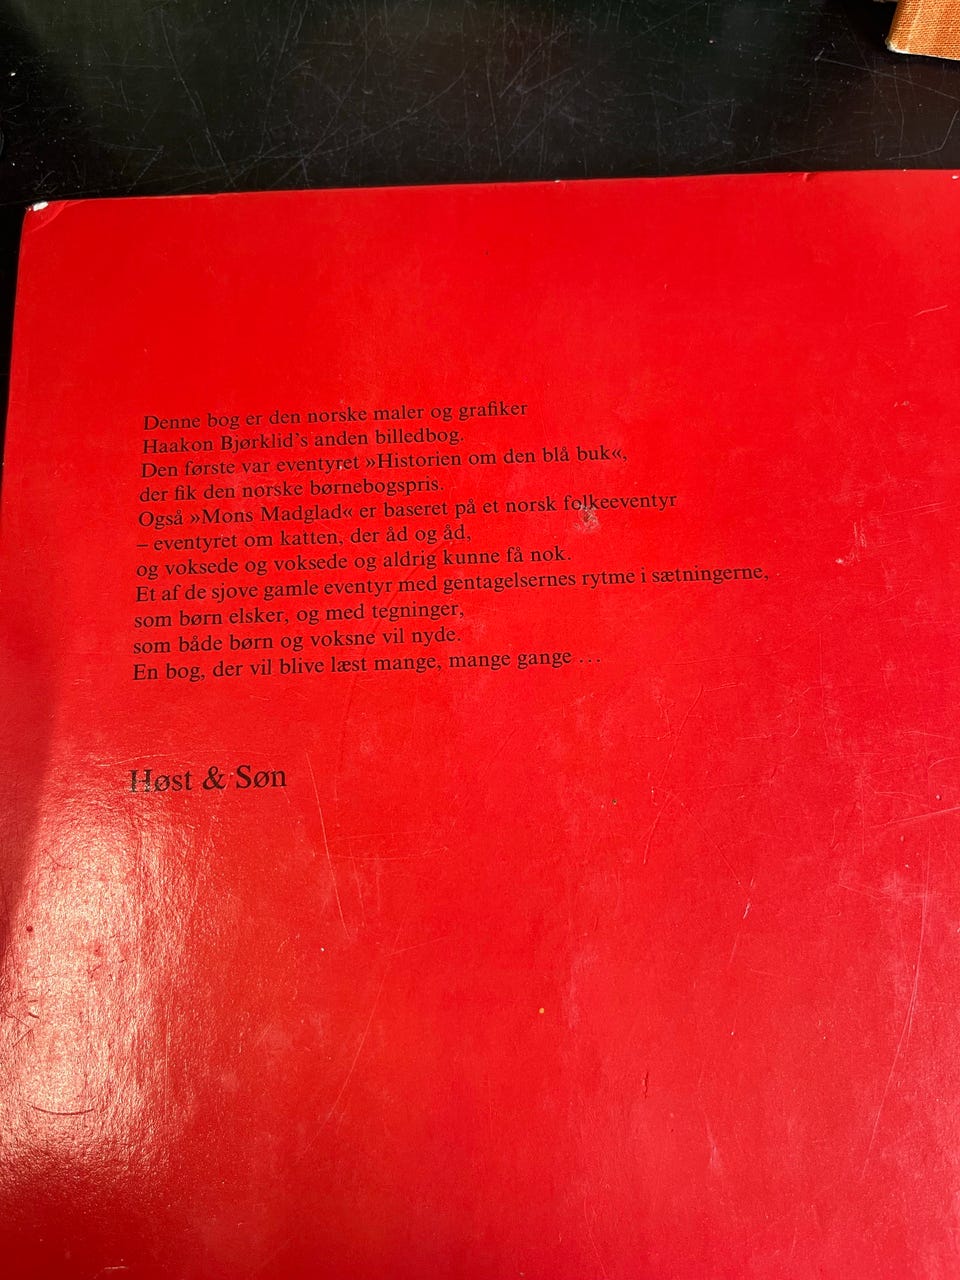 Denne bog er den norske maler og grafiker
Haakon Bjørklid's anden billedbog.
Den første var eventyret »Historien om den blå buk«,
der fik den norske børnebogspris.
Også »Mons Madglad« er baseret på et norsk folkeeventyr
– eventyret om katten, der åd og åd,
og voksede og voksede og aldrig kunne få nok.
Et af de sjove gamle eventyr med gentagelsernes rytme i sætningerne,
som børn elsker, og med tegninger,
som både børn og voksne vil nyde.
En bog, der vil blive læst mange, mange gange ...
Høst & Søn